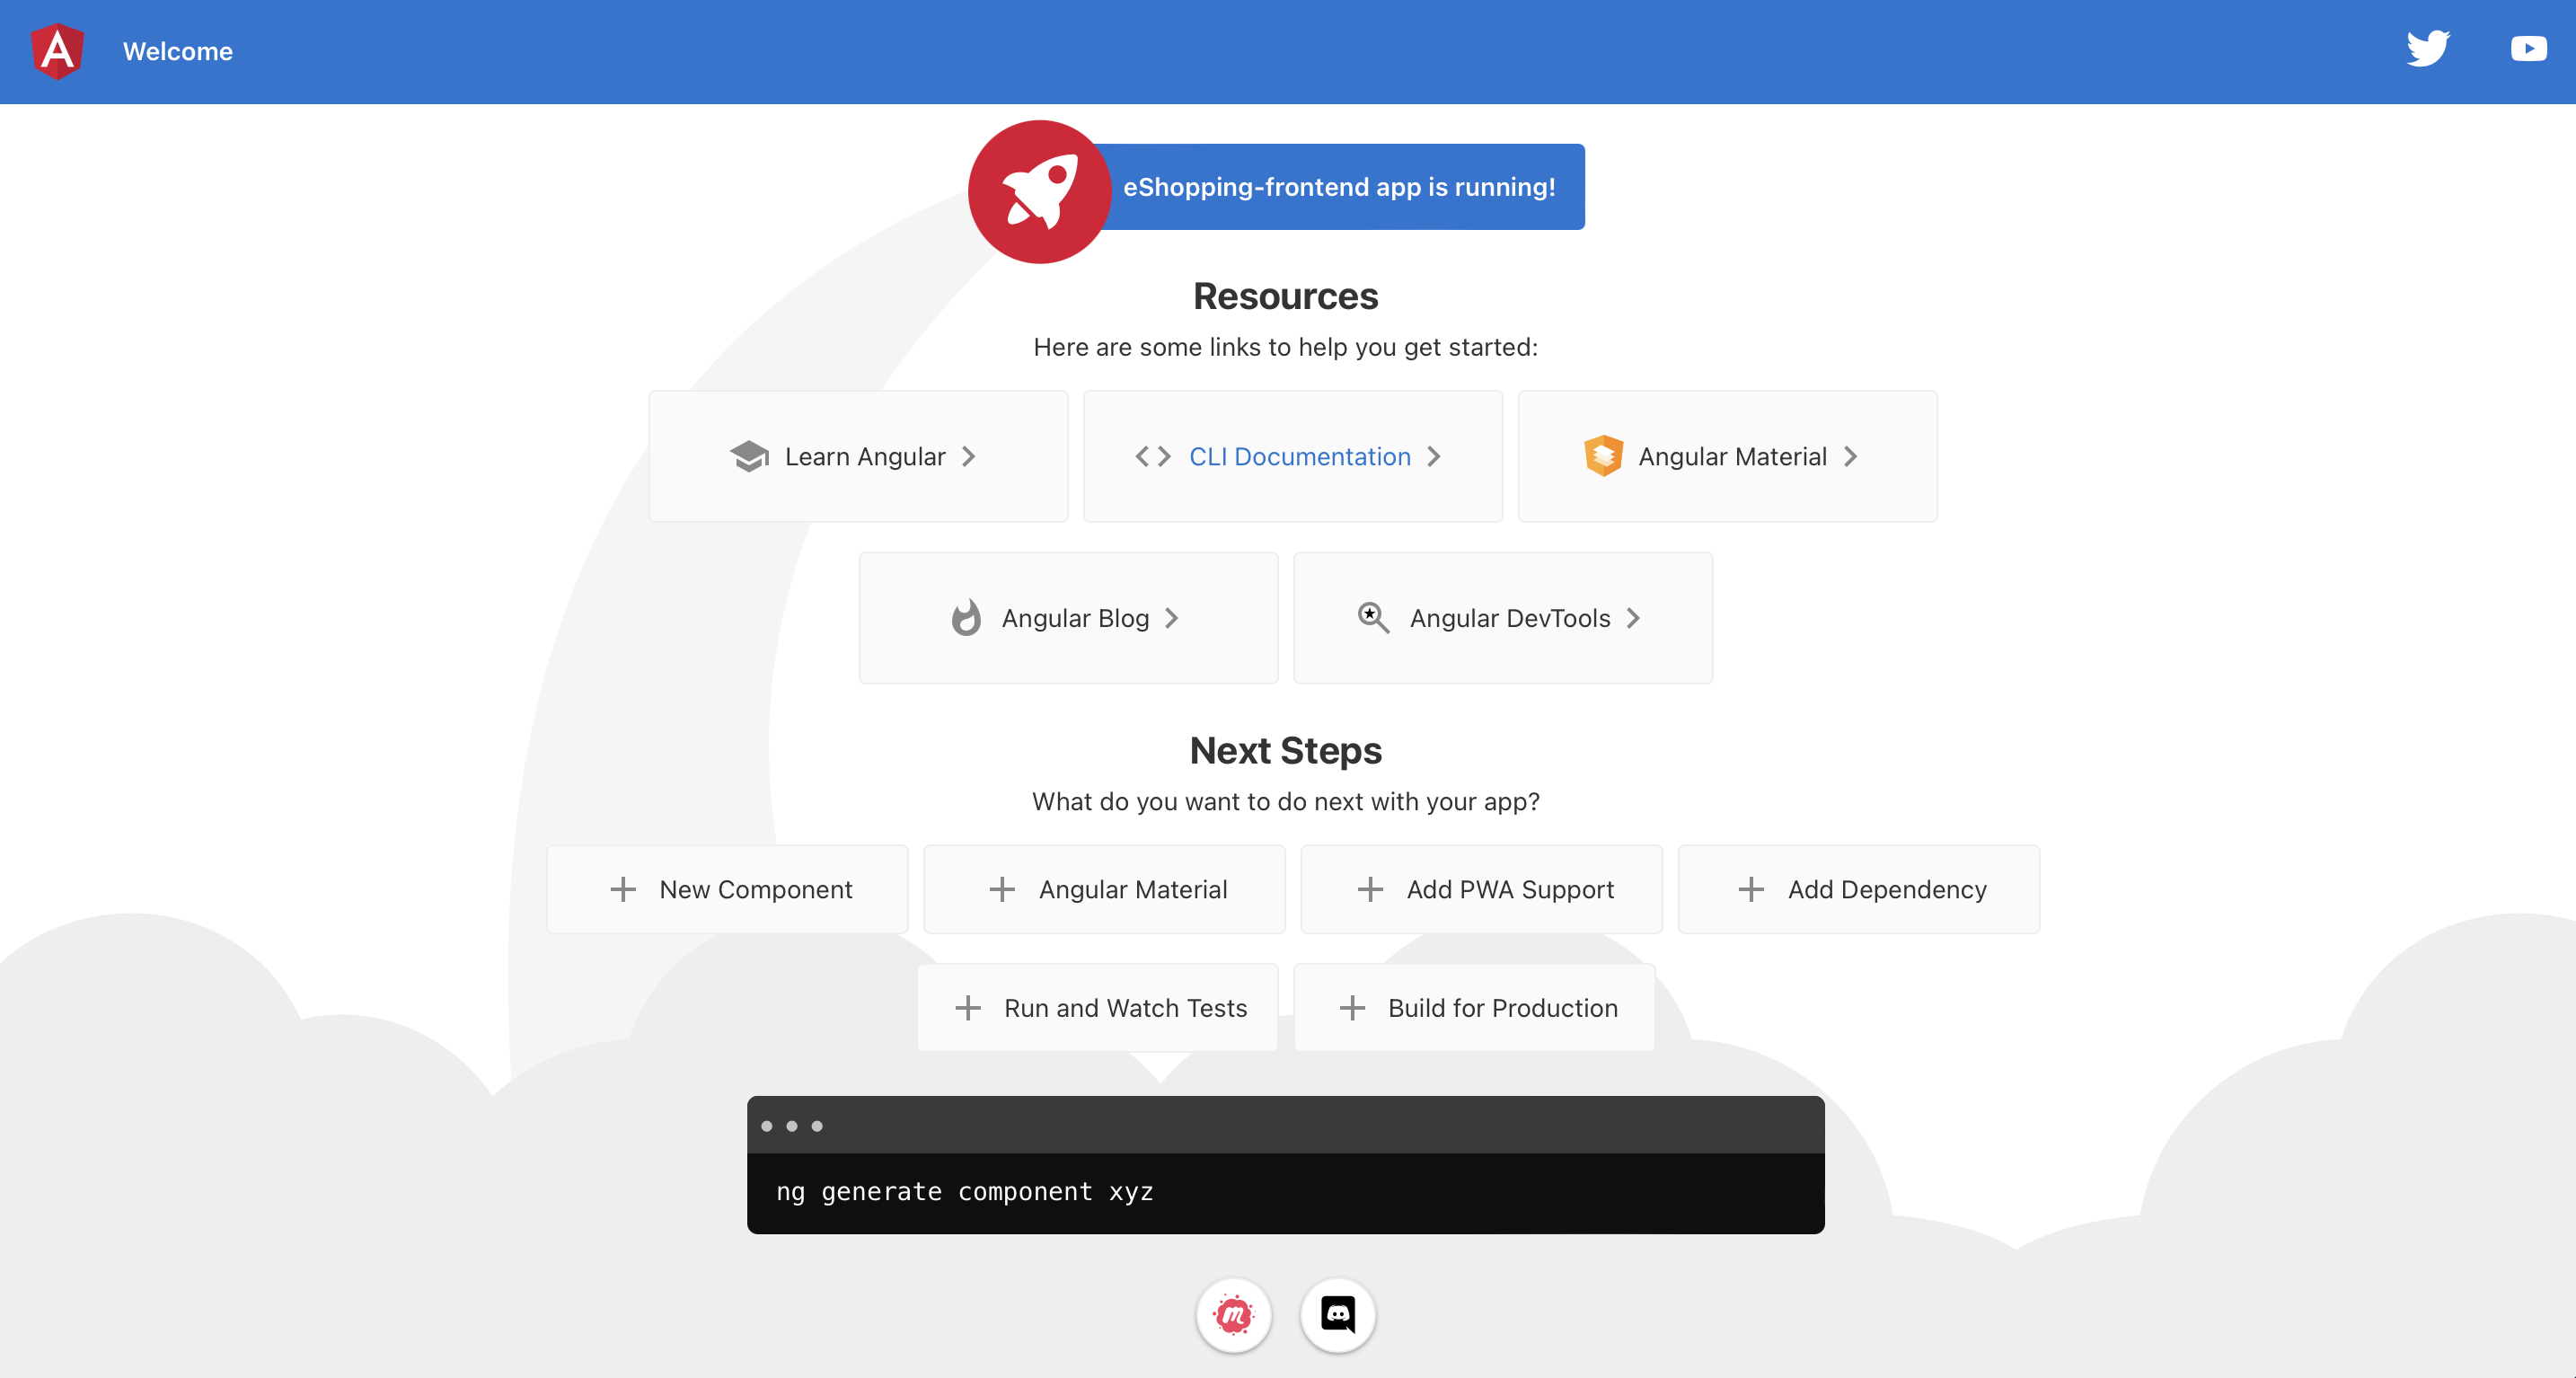 Welcome
eShopping-frontend app is running!
Resources
Here are some links to help you get started:
Learn Angular
CLI Documentation
Angular Material
Angular Blog
Angular DevTools
Next Steps
What do you want to do next with your app?
New Component
Angular Material
Add PWA Support
Add Dependency
Run and Watch Tests
Build for Production
ng generate component xyz